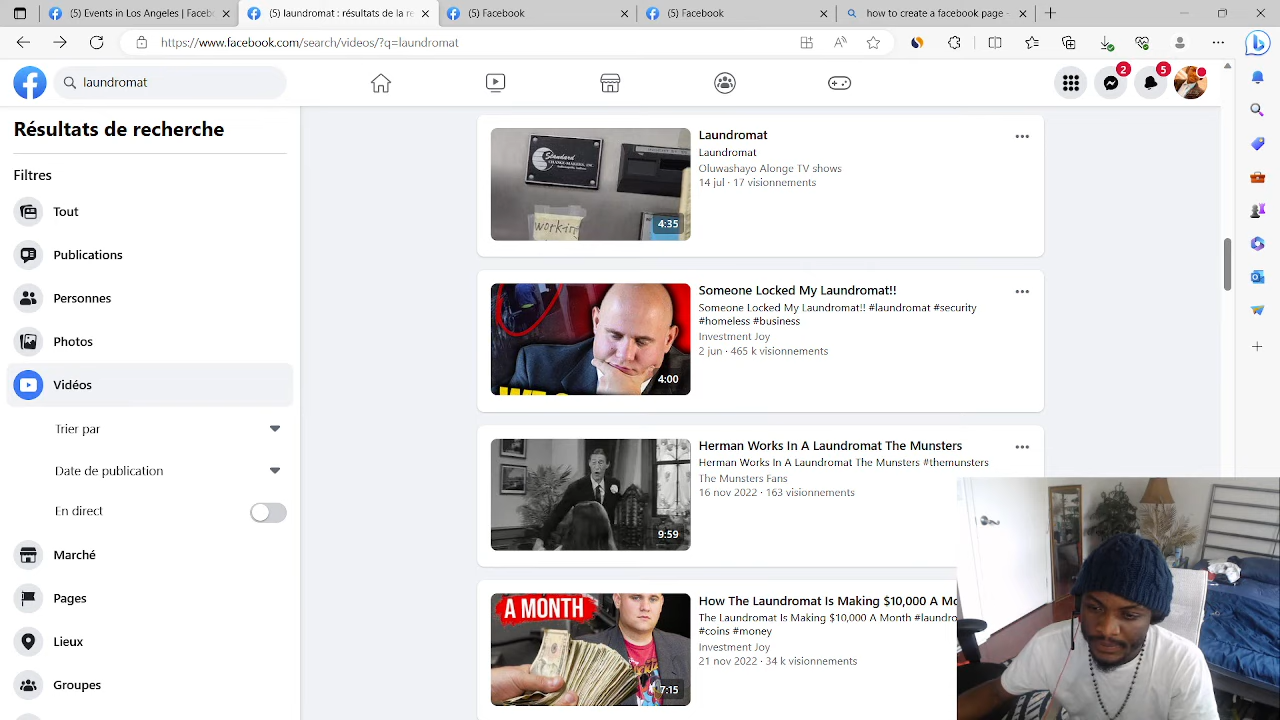 (5) Events in Los Angeles | Faceb
(5) laundromat : résultats de la re
(5) Facebook
(5) Facebook
how to create a facebook page -
https://www.facebook.com/search/videos/?q=laundromat
laundromat
2
5
Résultats de recherche
Filtres
Tout
Publications
Personnes
Photos
Vidéos
Trier par
Date de publication
En direct
Marché
Pages
Lieux
Groupes
Standard
CHANGE-MAKERS, INC.
workin
4:35
Laundromat
Laundromat
Oluwashayo Alonge TV shows
14 jul · 17 visionnements
4:00
Someone Locked My Laundromat!!
Someone Locked My Laundromat!! #laundromat #security
#homeless #business
Investment Joy
2 jun · 465 k visionnements
9:59
Herman Works In A Laundromat The Munsters
Herman Works In A Laundromat The Munsters #themunsters
The Munsters Fans
16 nov 2022 · 163 visionnements
A MONTH
7:15
How The Laundromat Is Making $10,000 A Mo
The Laundromat Is Making $10,000 A Month #laundro
#coins #money
Investment Joy
21 nov 2022 · 34 k visionnements